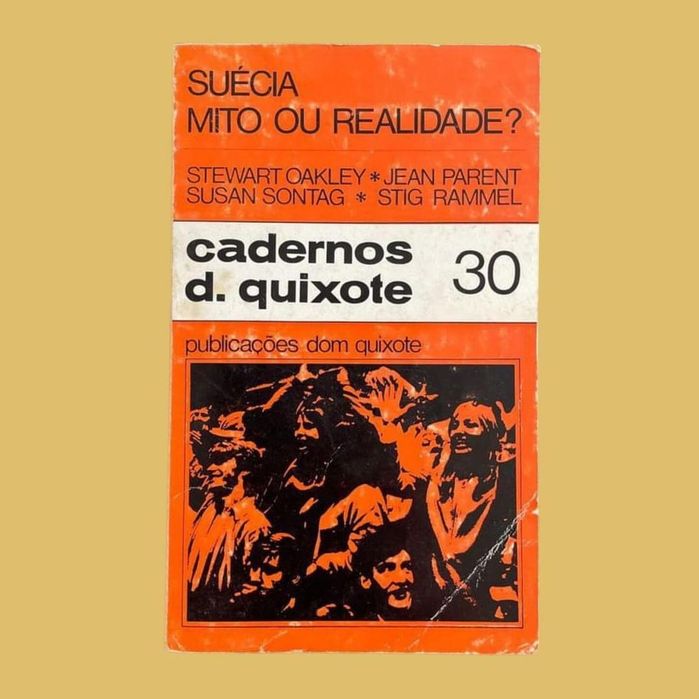 SUÉCIA
MITO OU REALIDADE?
STEWART OAKLEY * JEAN PARENT
SUSAN SONTAG * STIG RAMMEL
cadernos
d. quixote
30
publicações dom quixote